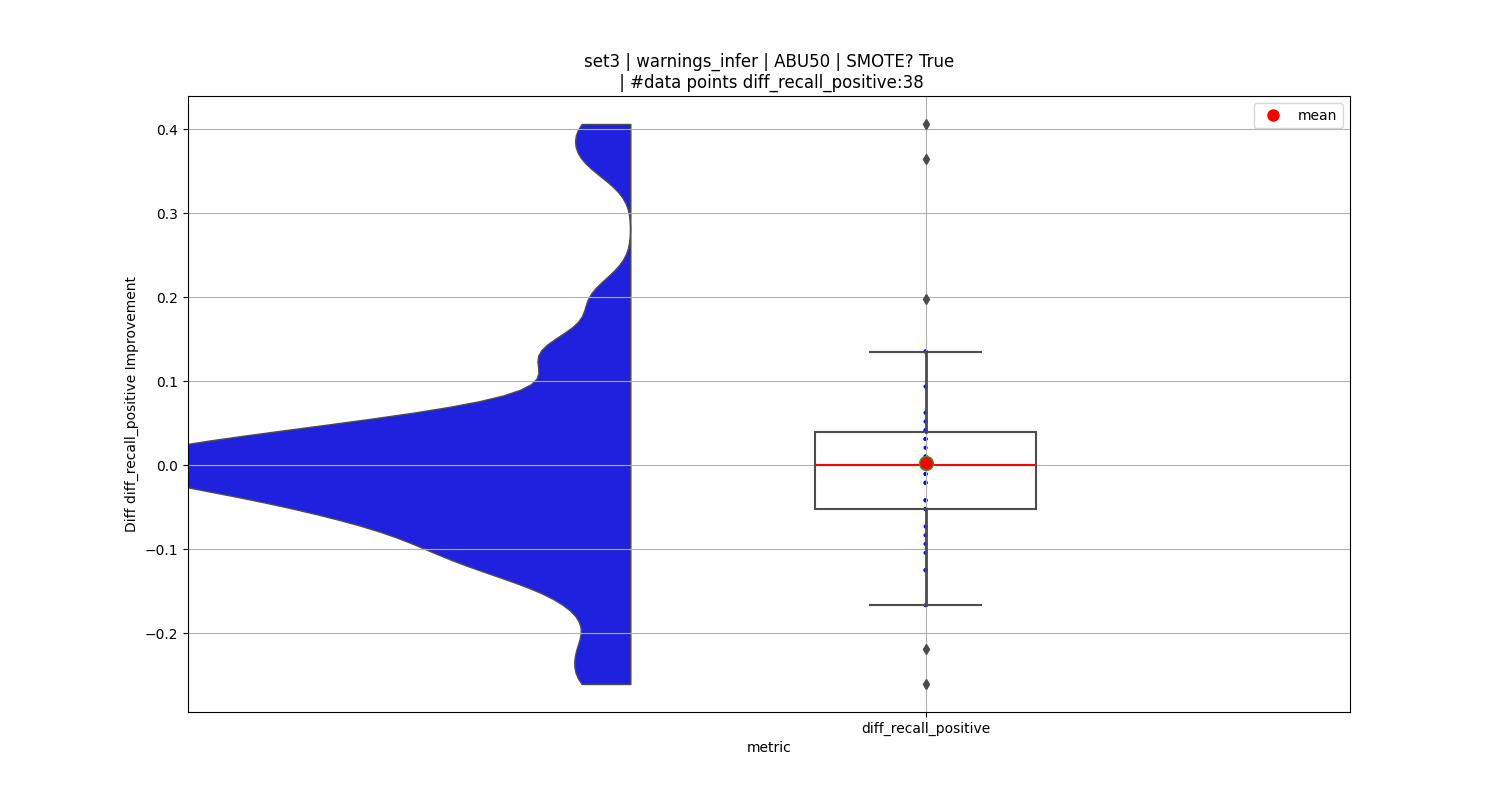 set3 | warnings_infer | ABU50 | SMOTE? True
| #data points diff_recall_positive:38
mean
0.4
0.3
0.2
0.1
0.0
−0.1
−0.2
Diff diff_recall_positive Improvement
diff_recall_positive
metric